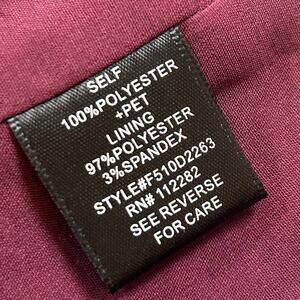 SELF
100%POLYESTER
+PET
LINING
97%POLYESTER
3%SPANDEX
STYLE#F510D2263
RN# 112282
SEE REVERSE
FOR CARE